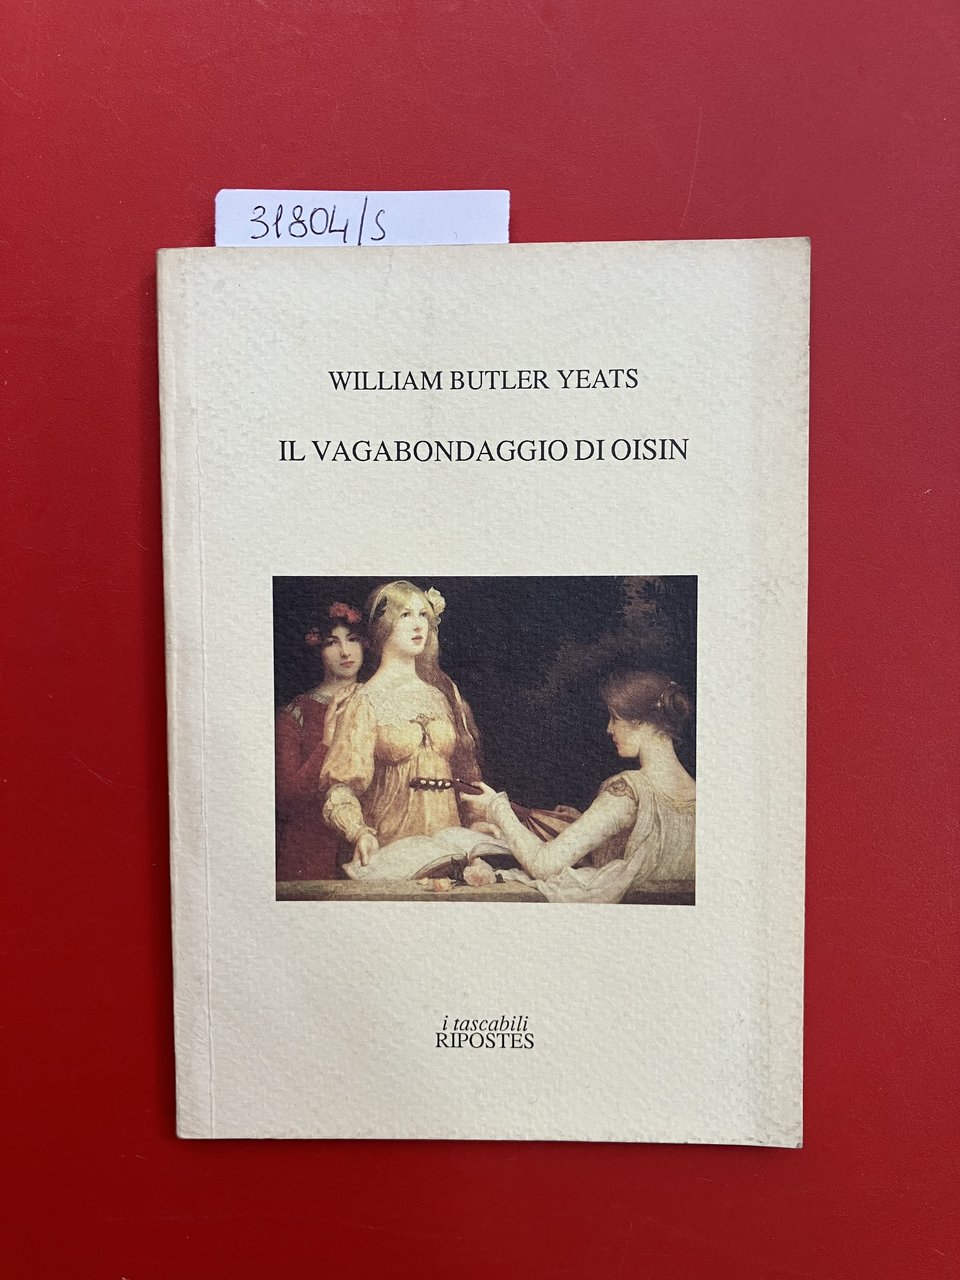 31804/S
WILLIAM BUTLER YEATS
IL VAGABONDAGGIO DI OISIN
i tascabili
RIPOSTES